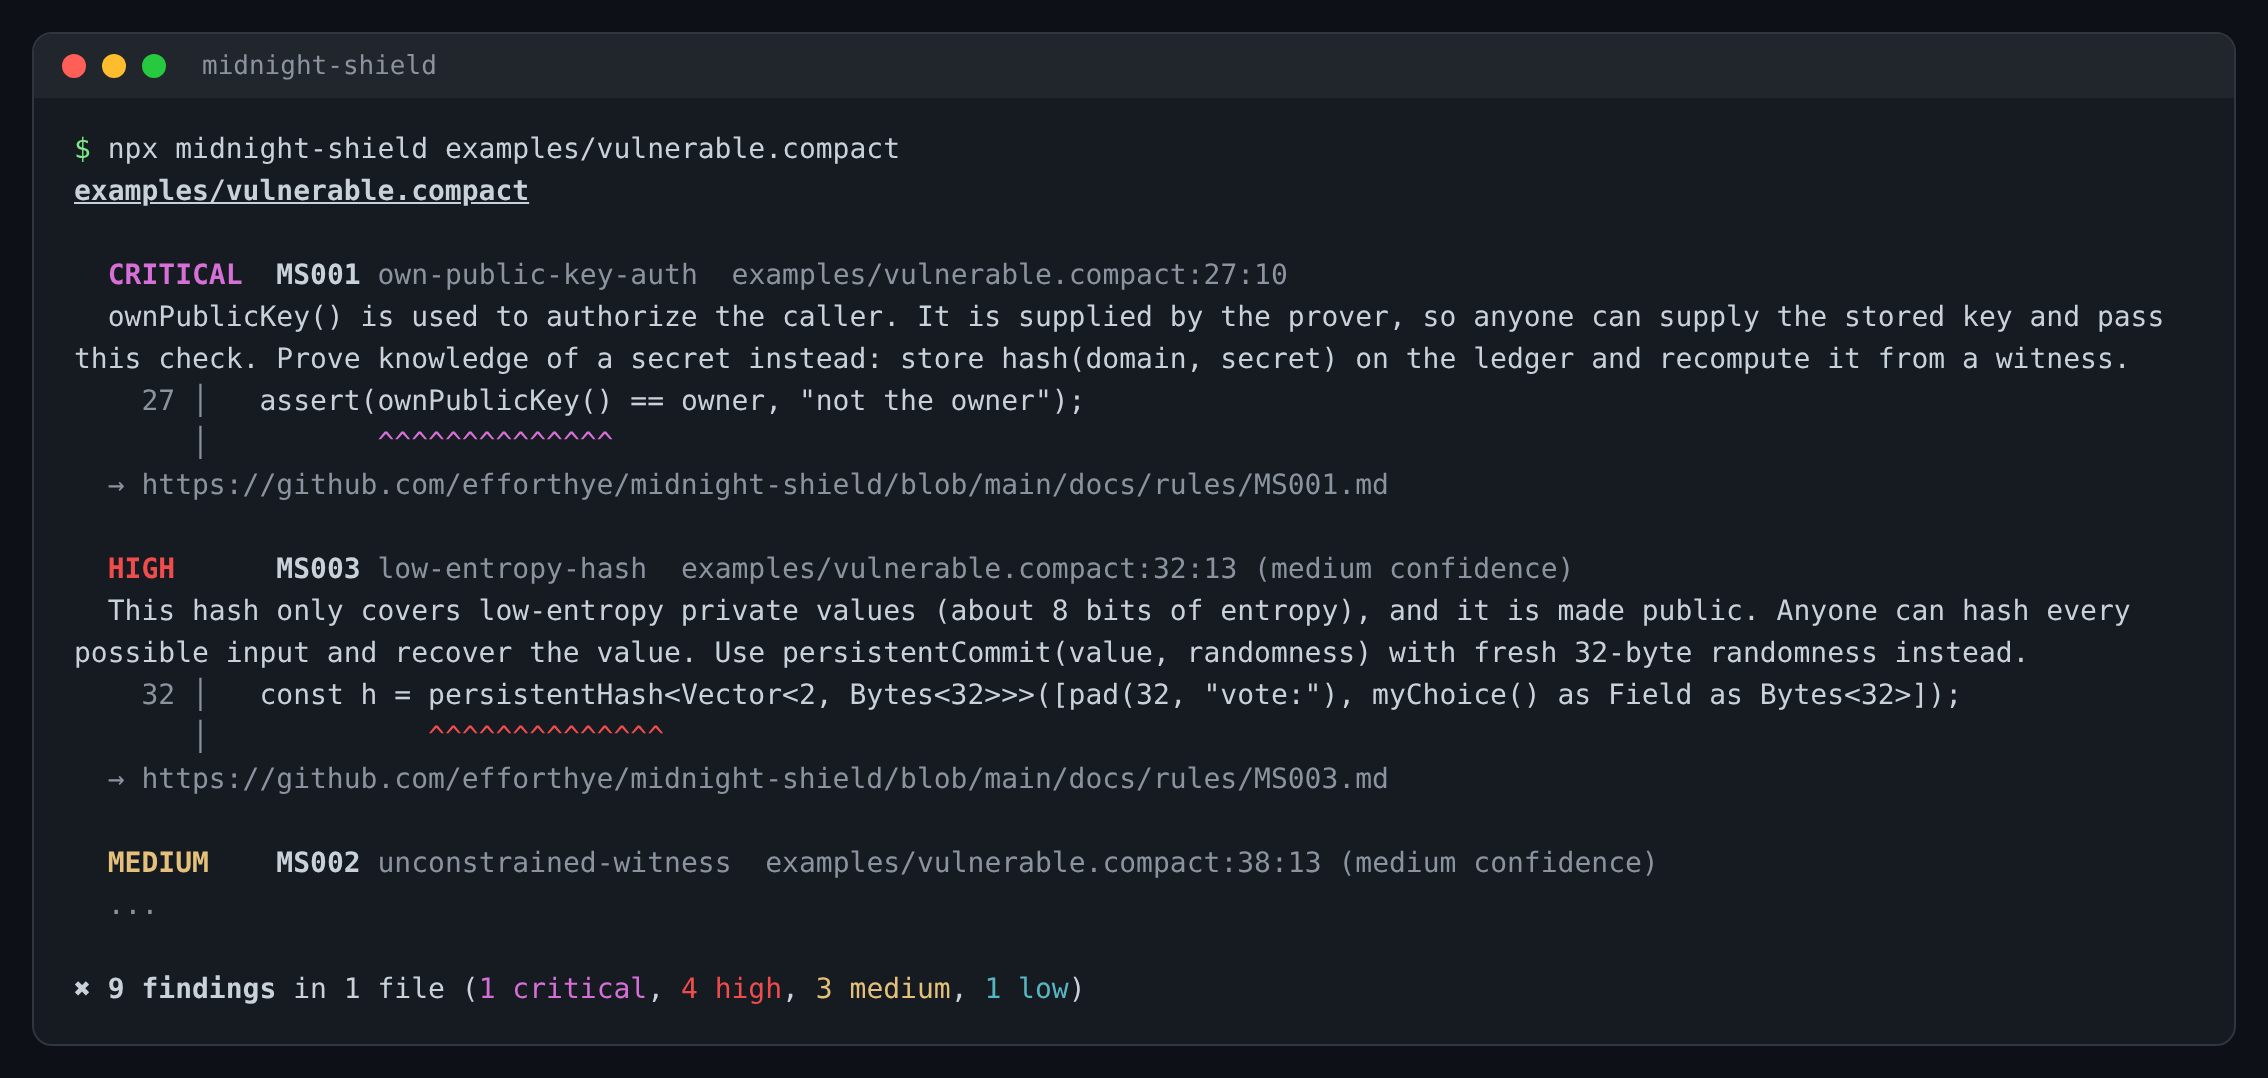 midnight-shield
$ npx midnight-shield examples/vulnerable.compact
examples/vulnerable.compact
CRITICAL  MS001 own-public-key-auth  examples/vulnerable.compact:27:10
ownPublicKey() is used to authorize the caller. It is supplied by the prover, so anyone can supply the stored key and pass
this check. Prove knowledge of a secret instead: store hash(domain, secret) on the ledger and recompute it from a witness.
27 │   assert(ownPublicKey() == owner, "not the owner");
│          ^^^^^^^^^^^^^^
→ https://github.com/efforthye/midnight-shield/blob/main/docs/rules/MS001.md
HIGH      MS003 low-entropy-hash  examples/vulnerable.compact:32:13 (medium confidence)
This hash only covers low-entropy private values (about 8 bits of entropy), and it is made public. Anyone can hash every
possible input and recover the value. Use persistentCommit(value, randomness) with fresh 32-byte randomness instead.
32 │   const h = persistentHash<Vector<2, Bytes<32>>>([pad(32, "vote:"), myChoice() as Field as Bytes<32>]);
│             ^^^^^^^^^^^^^^
→ https://github.com/efforthye/midnight-shield/blob/main/docs/rules/MS003.md
MEDIUM    MS002 unconstrained-witness  examples/vulnerable.compact:38:13 (medium confidence)
...
✖ 9 findings in 1 file (1 critical, 4 high, 3 medium, 1 low)